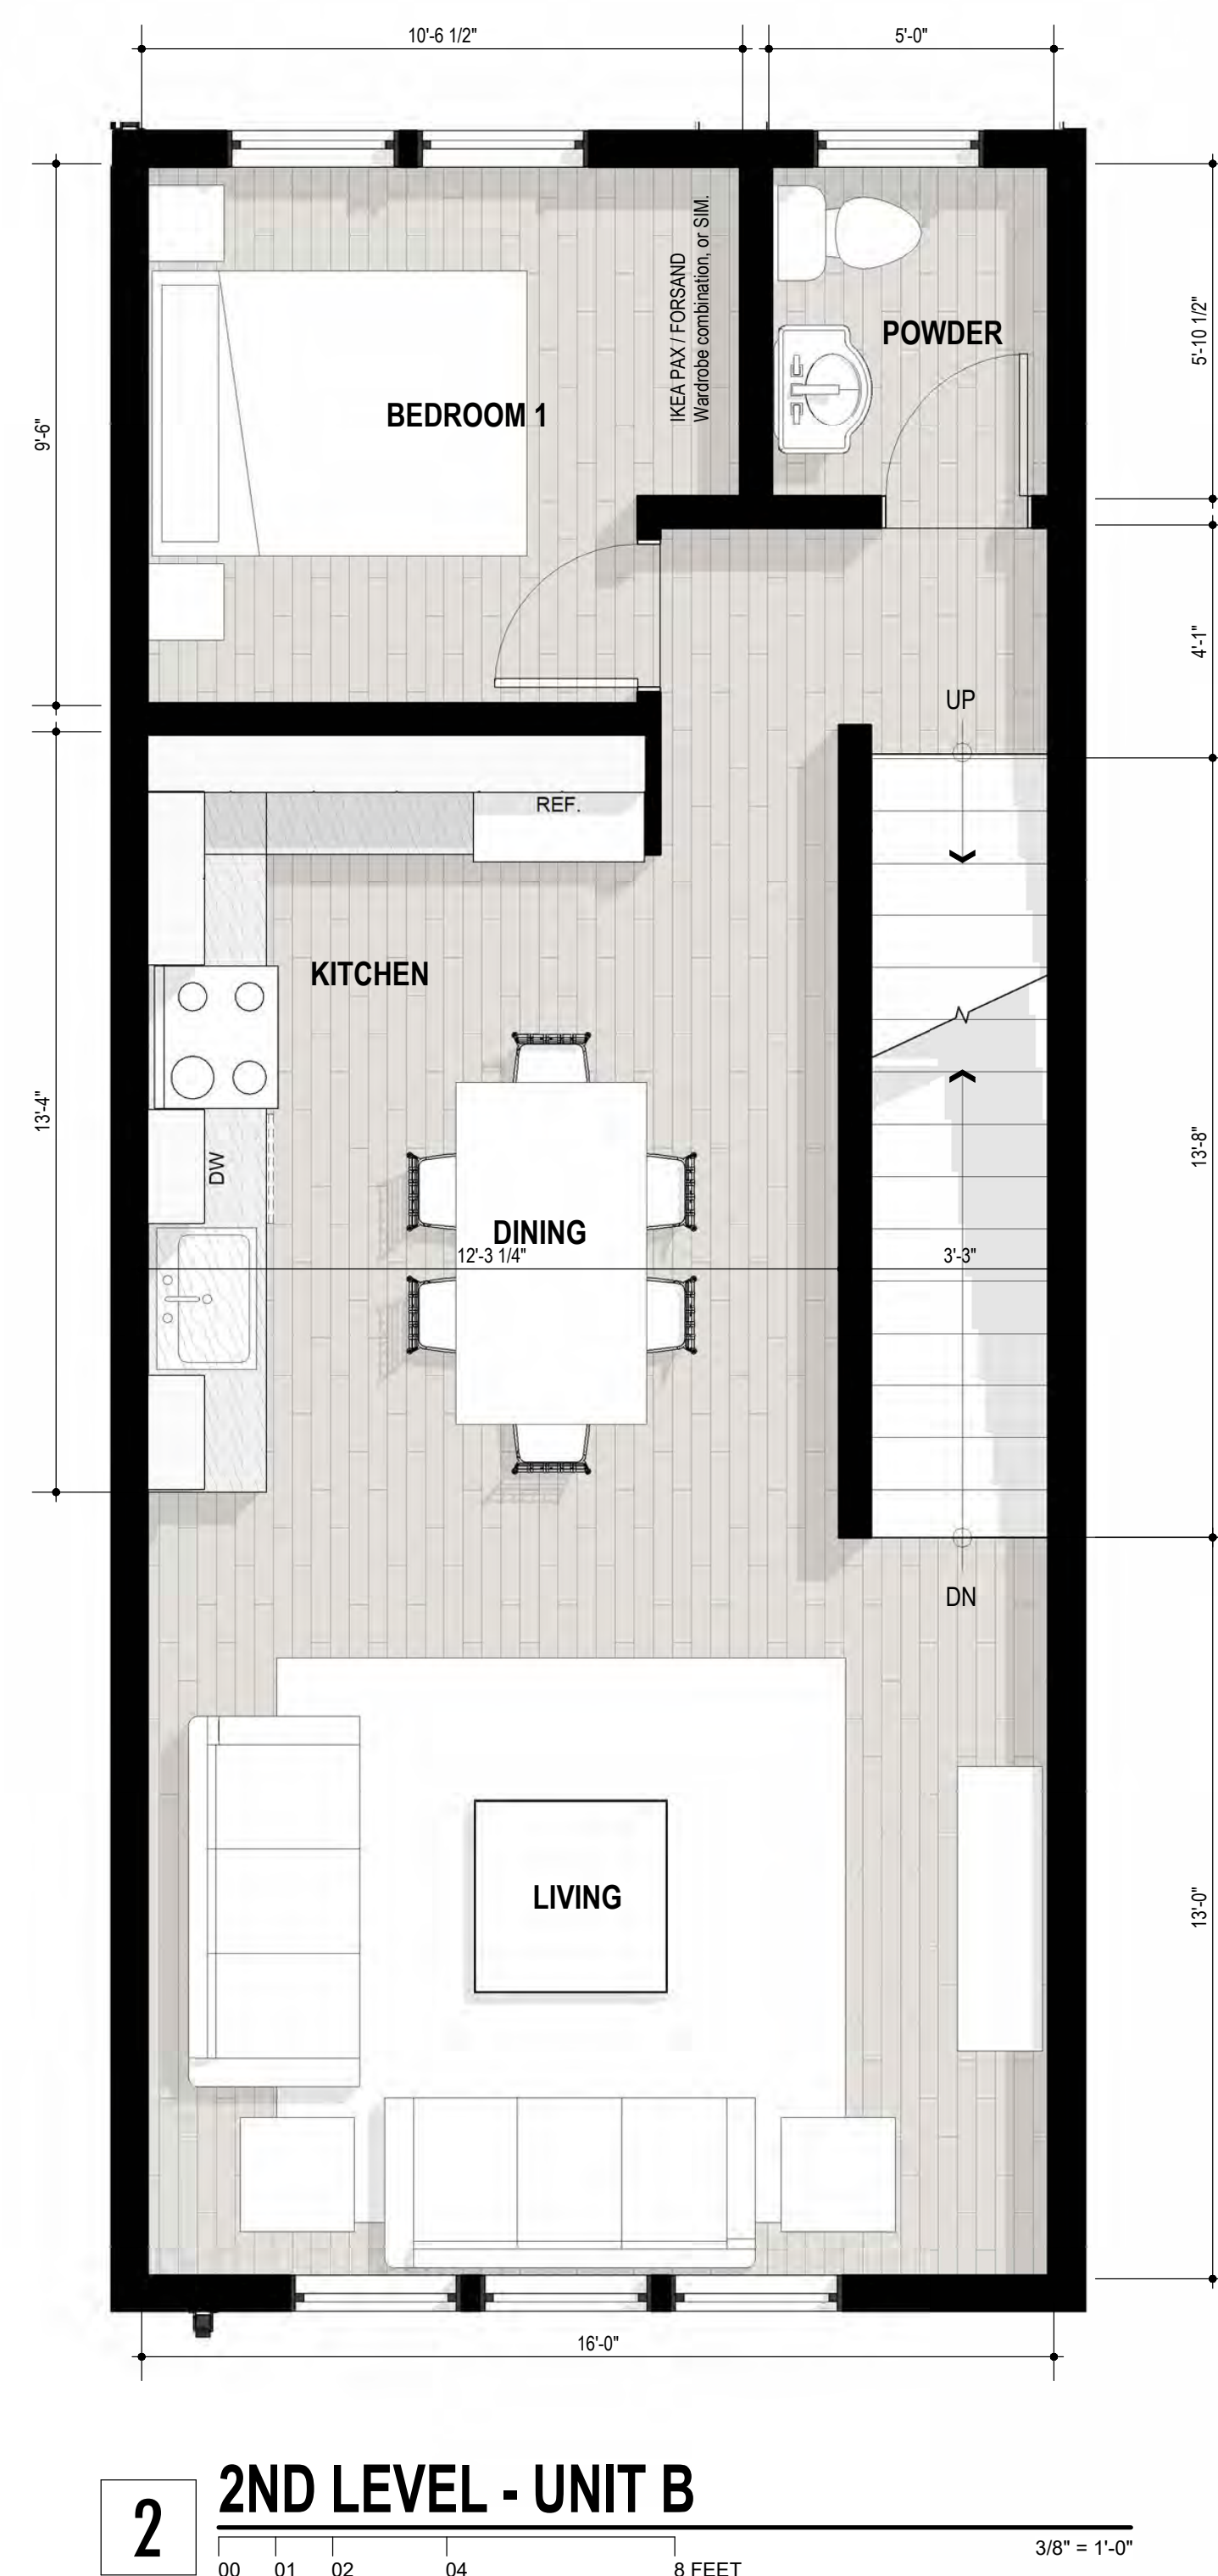 10'-6 1/2"
5'-0"
IKEA PAX / FORSAND
Wardrobe combination, or SIM.
POWDER
5'-10 1/2"
BEDROOM 1
9'-6"
4'-1"
UP
REF.
KITCHEN
13'-4"
DW
13'-8"
DINING
12'-3 1/4"
3'-3"
DN
LIVING
13'-0"
16'-0"
2
2ND LEVEL - UNIT B
3/8" = 1'-0"
00 01 02 04 8 FEET